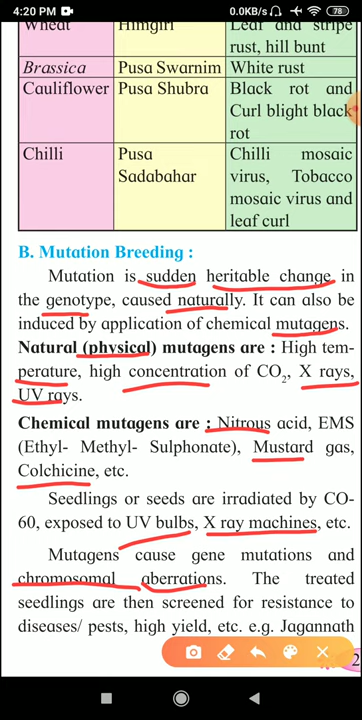 4:20 PM
0.0KB/s
78
Wheat Himgiri Leaf and stripe
rust, hill bunt
Brassica Pusa Swarnim White rust
Cauliflower Pusa Shubra Black rot and
Curl blight black
rot
Chilli Pusa Chilli mosaic
Sadabahar virus, Tobacco
mosaic virus and
leaf curl
B. Mutation Breeding :
Mutation is sudden heritable change in
the genotype, caused naturally. It can also be
induced by application of chemical mutagens.
Natural (physical) mutagens are : High tem-
perature, high concentration of CO₂, X rays,
UV rays.
Chemical mutagens are : Nitrous acid, EMS
(Ethyl- Methyl- Sulphonate), Mustard gas,
Colchicine, etc.
Seedlings or seeds are irradiated by CO-
60, exposed to UV bulbs, X ray machines, etc.
Mutagens cause gene mutations and
chromosomal aberrations. The treated
seedlings are then screened for resistance to
diseases/ pests, high yield, etc. e.g. Jagannath
2